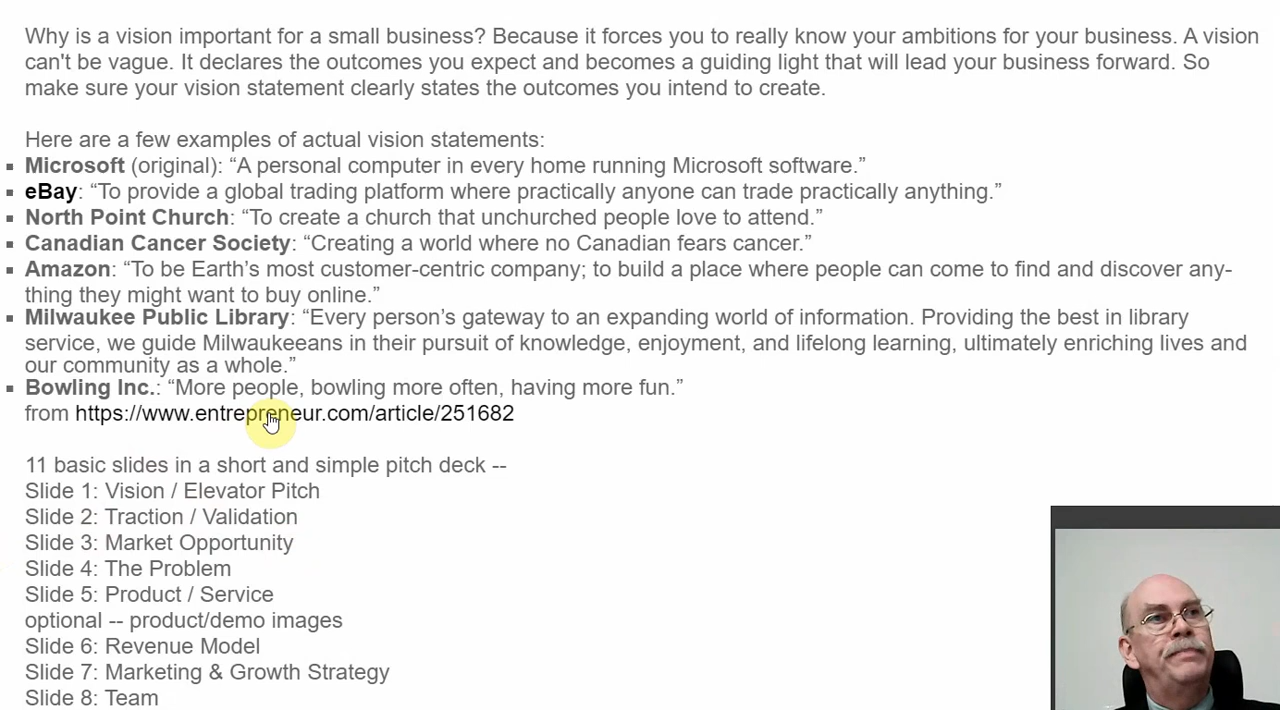 Why is a vision important for a small business? Because it forces you to really know your ambitions for your business. A vision
can't be vague. It declares the outcomes you expect and becomes a guiding light that will lead your business forward. So
make sure your vision statement clearly states the outcomes you intend to create.
Here are a few examples of actual vision statements:
▪ Microsoft (original): “A personal computer in every home running Microsoft software.”
▪ eBay: “To provide a global trading platform where practically anyone can trade practically anything.”
▪ North Point Church: “To create a church that unchurched people love to attend.”
▪ Canadian Cancer Society: “Creating a world where no Canadian fears cancer.”
▪ Amazon: “To be Earth’s most customer-centric company; to build a place where people can come to find and discover any-
thing they might want to buy online.”
▪ Milwaukee Public Library: “Every person’s gateway to an expanding world of information. Providing the best in library
service, we guide Milwaukeeans in their pursuit of knowledge, enjoyment, and lifelong learning, ultimately enriching lives and
our community as a whole.”
▪ Bowling Inc.: “More people, bowling more often, having more fun.”
from https://www.entrepreneur.com/article/251682
11 basic slides in a short and simple pitch deck --
Slide 1: Vision / Elevator Pitch
Slide 2: Traction / Validation
Slide 3: Market Opportunity
Slide 4: The Problem
Slide 5: Product / Service
optional -- product/demo images
Slide 6: Revenue Model
Slide 7: Marketing & Growth Strategy
Slide 8: Team